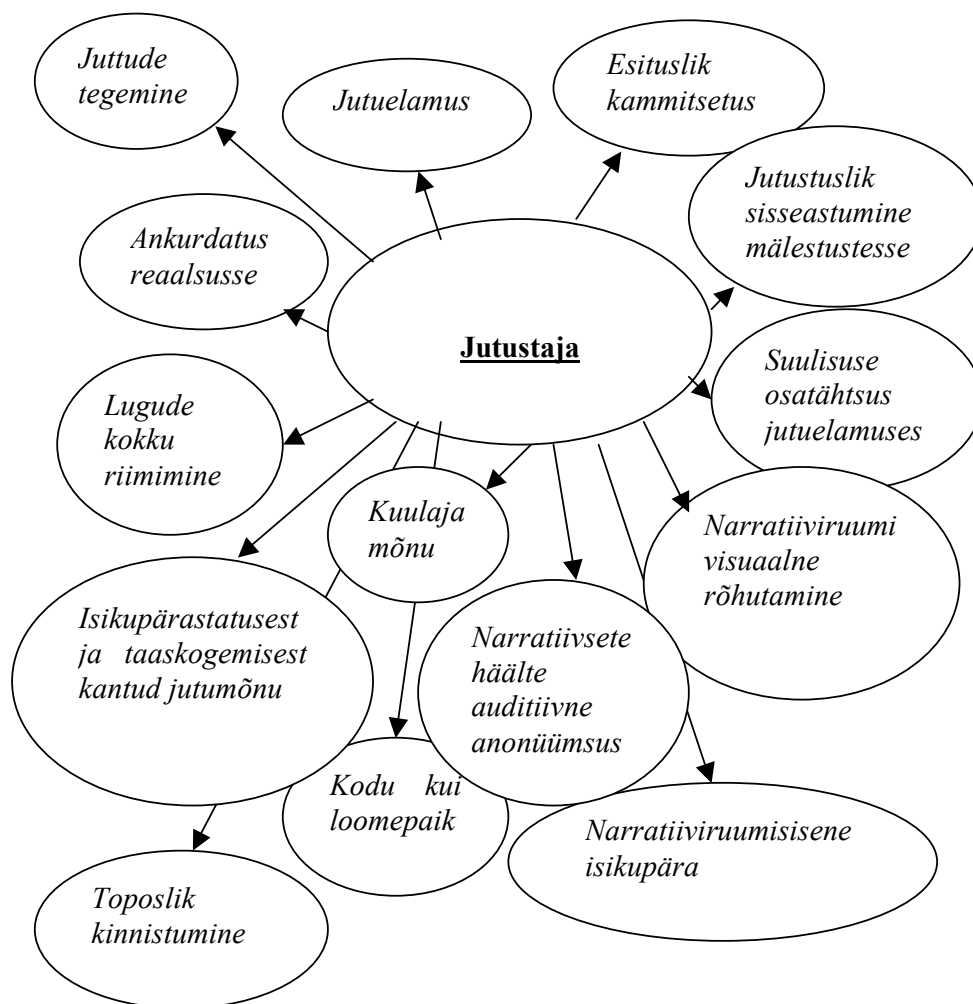 Juttude
tegemine
Jutuelamus
Esituslik
kammitsetus
Jutustuslik
sisseastumine
mälestustesse
Ankurdatus
reaalsusse
Jutustaja
Suulisuse
osatähtsus
jutuelamuses
Lugude
kokku
riimimine
Kuulaja
mõnu
Narratiiviruumi
visuaalne
rõhutamine
Isikupärastatusest
ja taaskogemisest
kantud jutumõnu
Narratiivsete
häälte
auditiivne
anonüümsus
Kodu kui
loomepaik
Narratiiviruumisisene
isikupära
Toposlik
kinnistumine